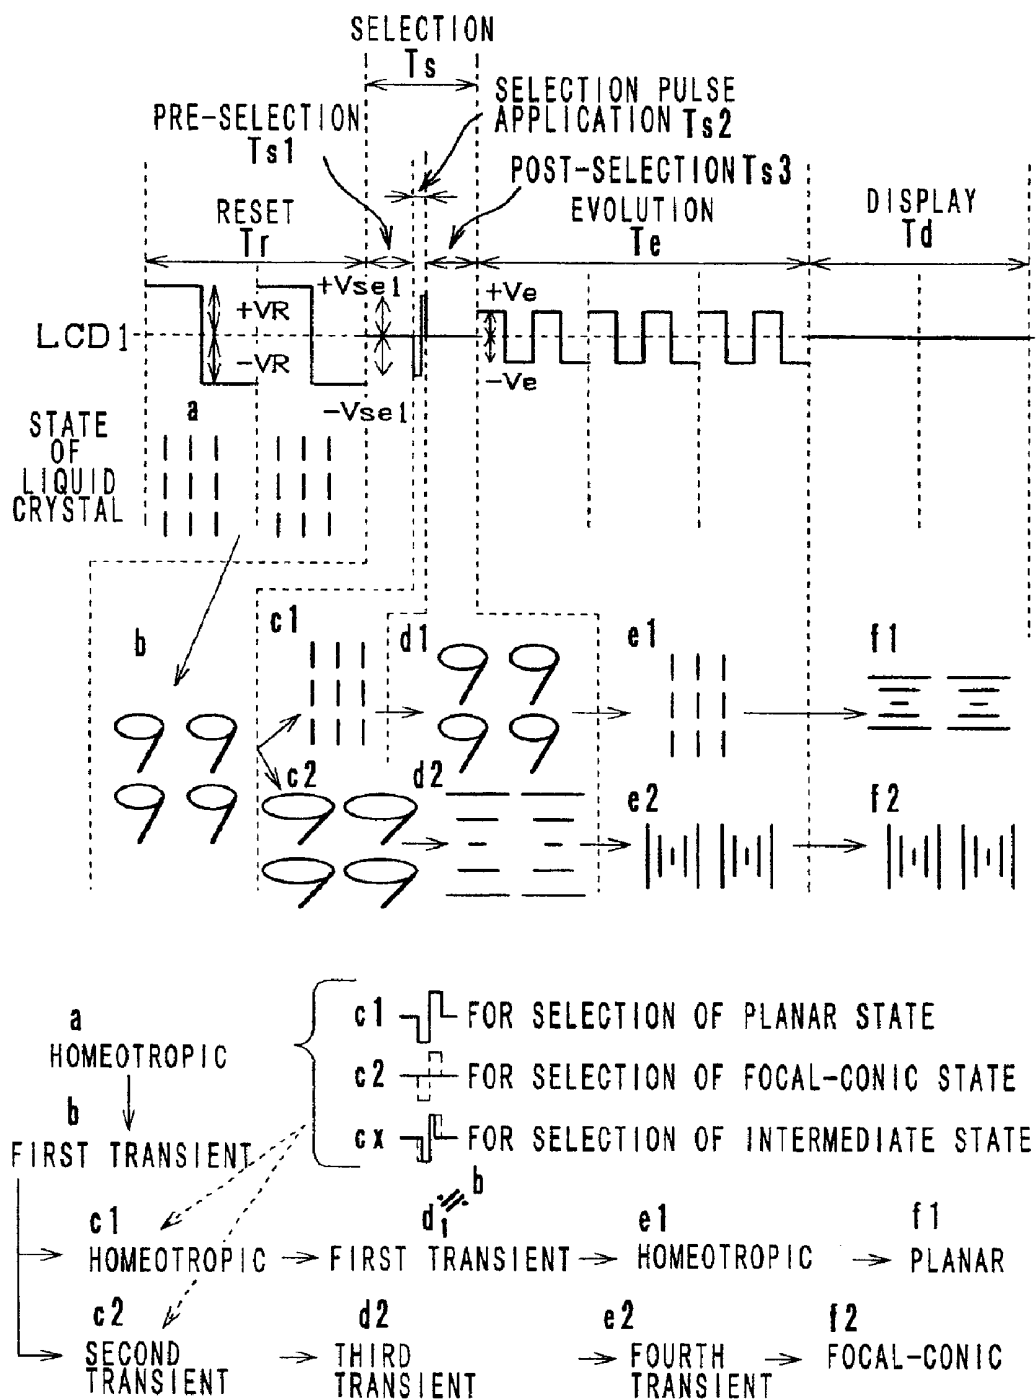 SELECTION
Ts
SELECTION PULSE
APPLICATION Ts2
PRE-SELECTION
Ts1
POST-SELECTION Ts3
RESET
Tr
EVOLUTION
Te
DISPLAY
Td
+Vsel
+VR
+Ve
LCD1
-VR
-Ve
-Vsel
a
STATE
OF
LIQUID
CRYSTAL
b
c1
d1
e1
f1
c2
d2
e2
f2
a
HOMEOTROPIC
b
FIRST TRANSIENT
c1 FOR SELECTION OF PLANAR STATE
c2 FOR SELECTION OF FOCAL-CONIC STATE
cx FOR SELECTION OF INTERMEDIATE STATE
d1 ≒ b
c1
HOMEOTROPIC
FIRST TRANSIENT
e1
HOMEOTROPIC
f1
PLANAR
c2
SECOND
TRANSIENT
d2
THIRD
TRANSIENT
e2
FOURTH
TRANSIENT
f2
FOCAL-CONIC